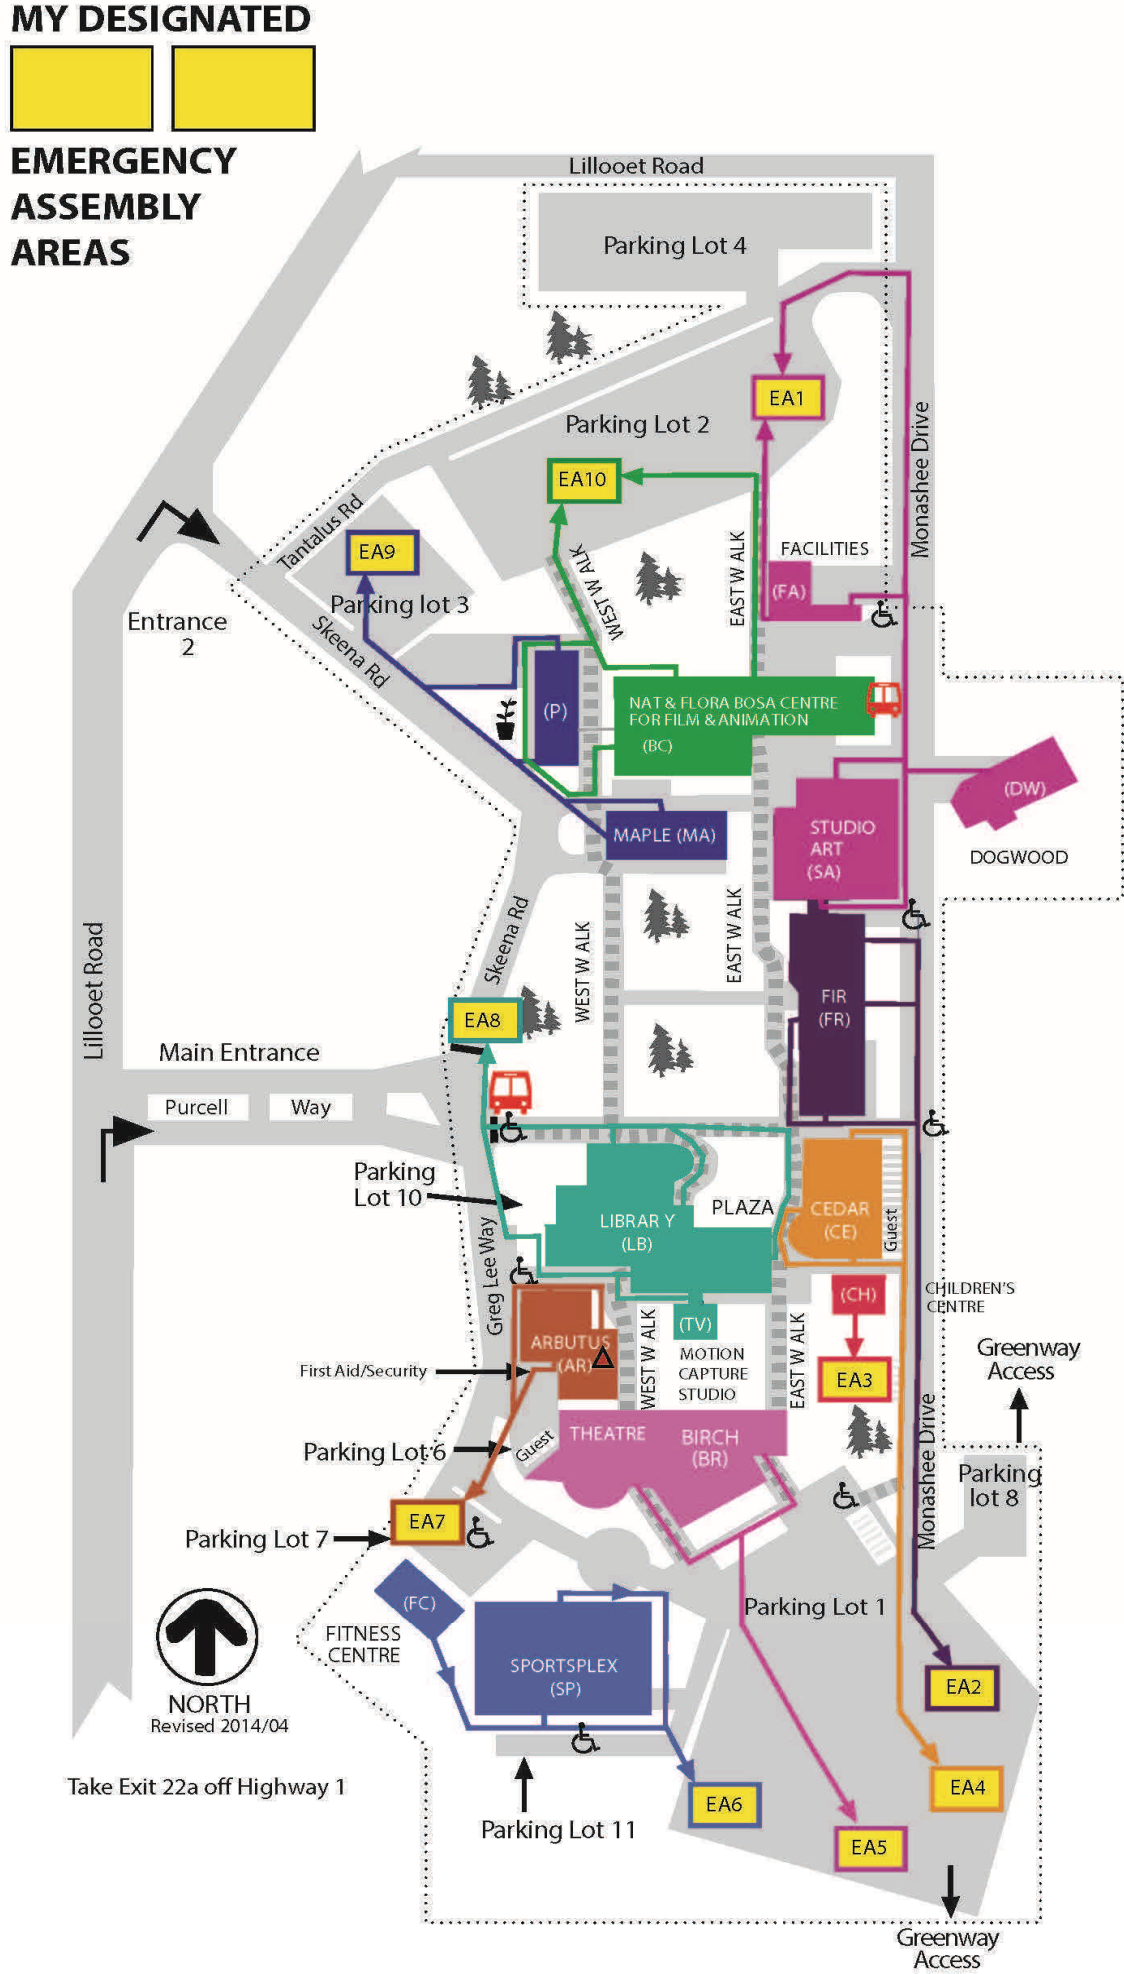 MY DESIGNATED
EMERGENCY
ASSEMBLY
AREAS
Lillooet Road
Parking Lot 4
EA1
Parking Lot 2
EA10
Monashee Drive
Tantalus Rd
EA9
Parking lot 3
WEST W ALK
EAST W ALK
FACILITIES
(FA)
Entrance
2
Skeena Rd
(P)
NAT & FLORA BOSA CENTRE
FOR FILM & ANIMATION
(BC)
(DW)
DOGWOOD
MAPLE (MA)
STUDIO
ART
(SA)
Lillooet Road
Skeena Rd
WEST W ALK
EAST W ALK
FIR
(FR)
EA8
Main Entrance
Purcell
Way
Parking
Lot 10
PLAZA
LIBRAR Y
(LB)
CEDAR
(CE)
Guest
Greg Lee Way
(CH)
CHILDREN'S
CENTRE
(TV)
ARBUTUS
(AR)
WEST W ALK
MOTION
CAPTURE
STUDIO
EAST W ALK
EA3
Greenway
Access
First Aid/Security
THEATRE
BIRCH
(BR)
Guest
Parking Lot 6
Monashee Drive
Parking
lot 8
EA7
Parking Lot 7
(FC)
FITNESS
CENTRE
Parking Lot 1
SPORTSPLEX
(SP)
EA2
NORTH
Revised 2014/04
Take Exit 22a off Highway 1
EA4
EA6
Parking Lot 11
EA5
Greenway
Access